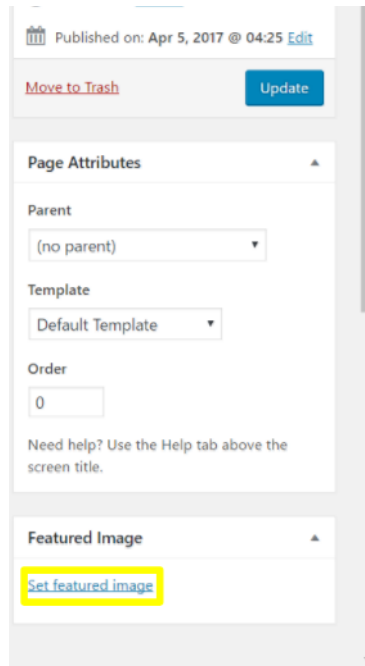 Published on: Apr 5, 2017 @ 04:25 Edit
Move to Trash
Update
Page Attributes
Parent
(no parent)
Template
Default Template
Order
0
Need help? Use the Help tab above the
screen title.
Featured Image
Set featured image